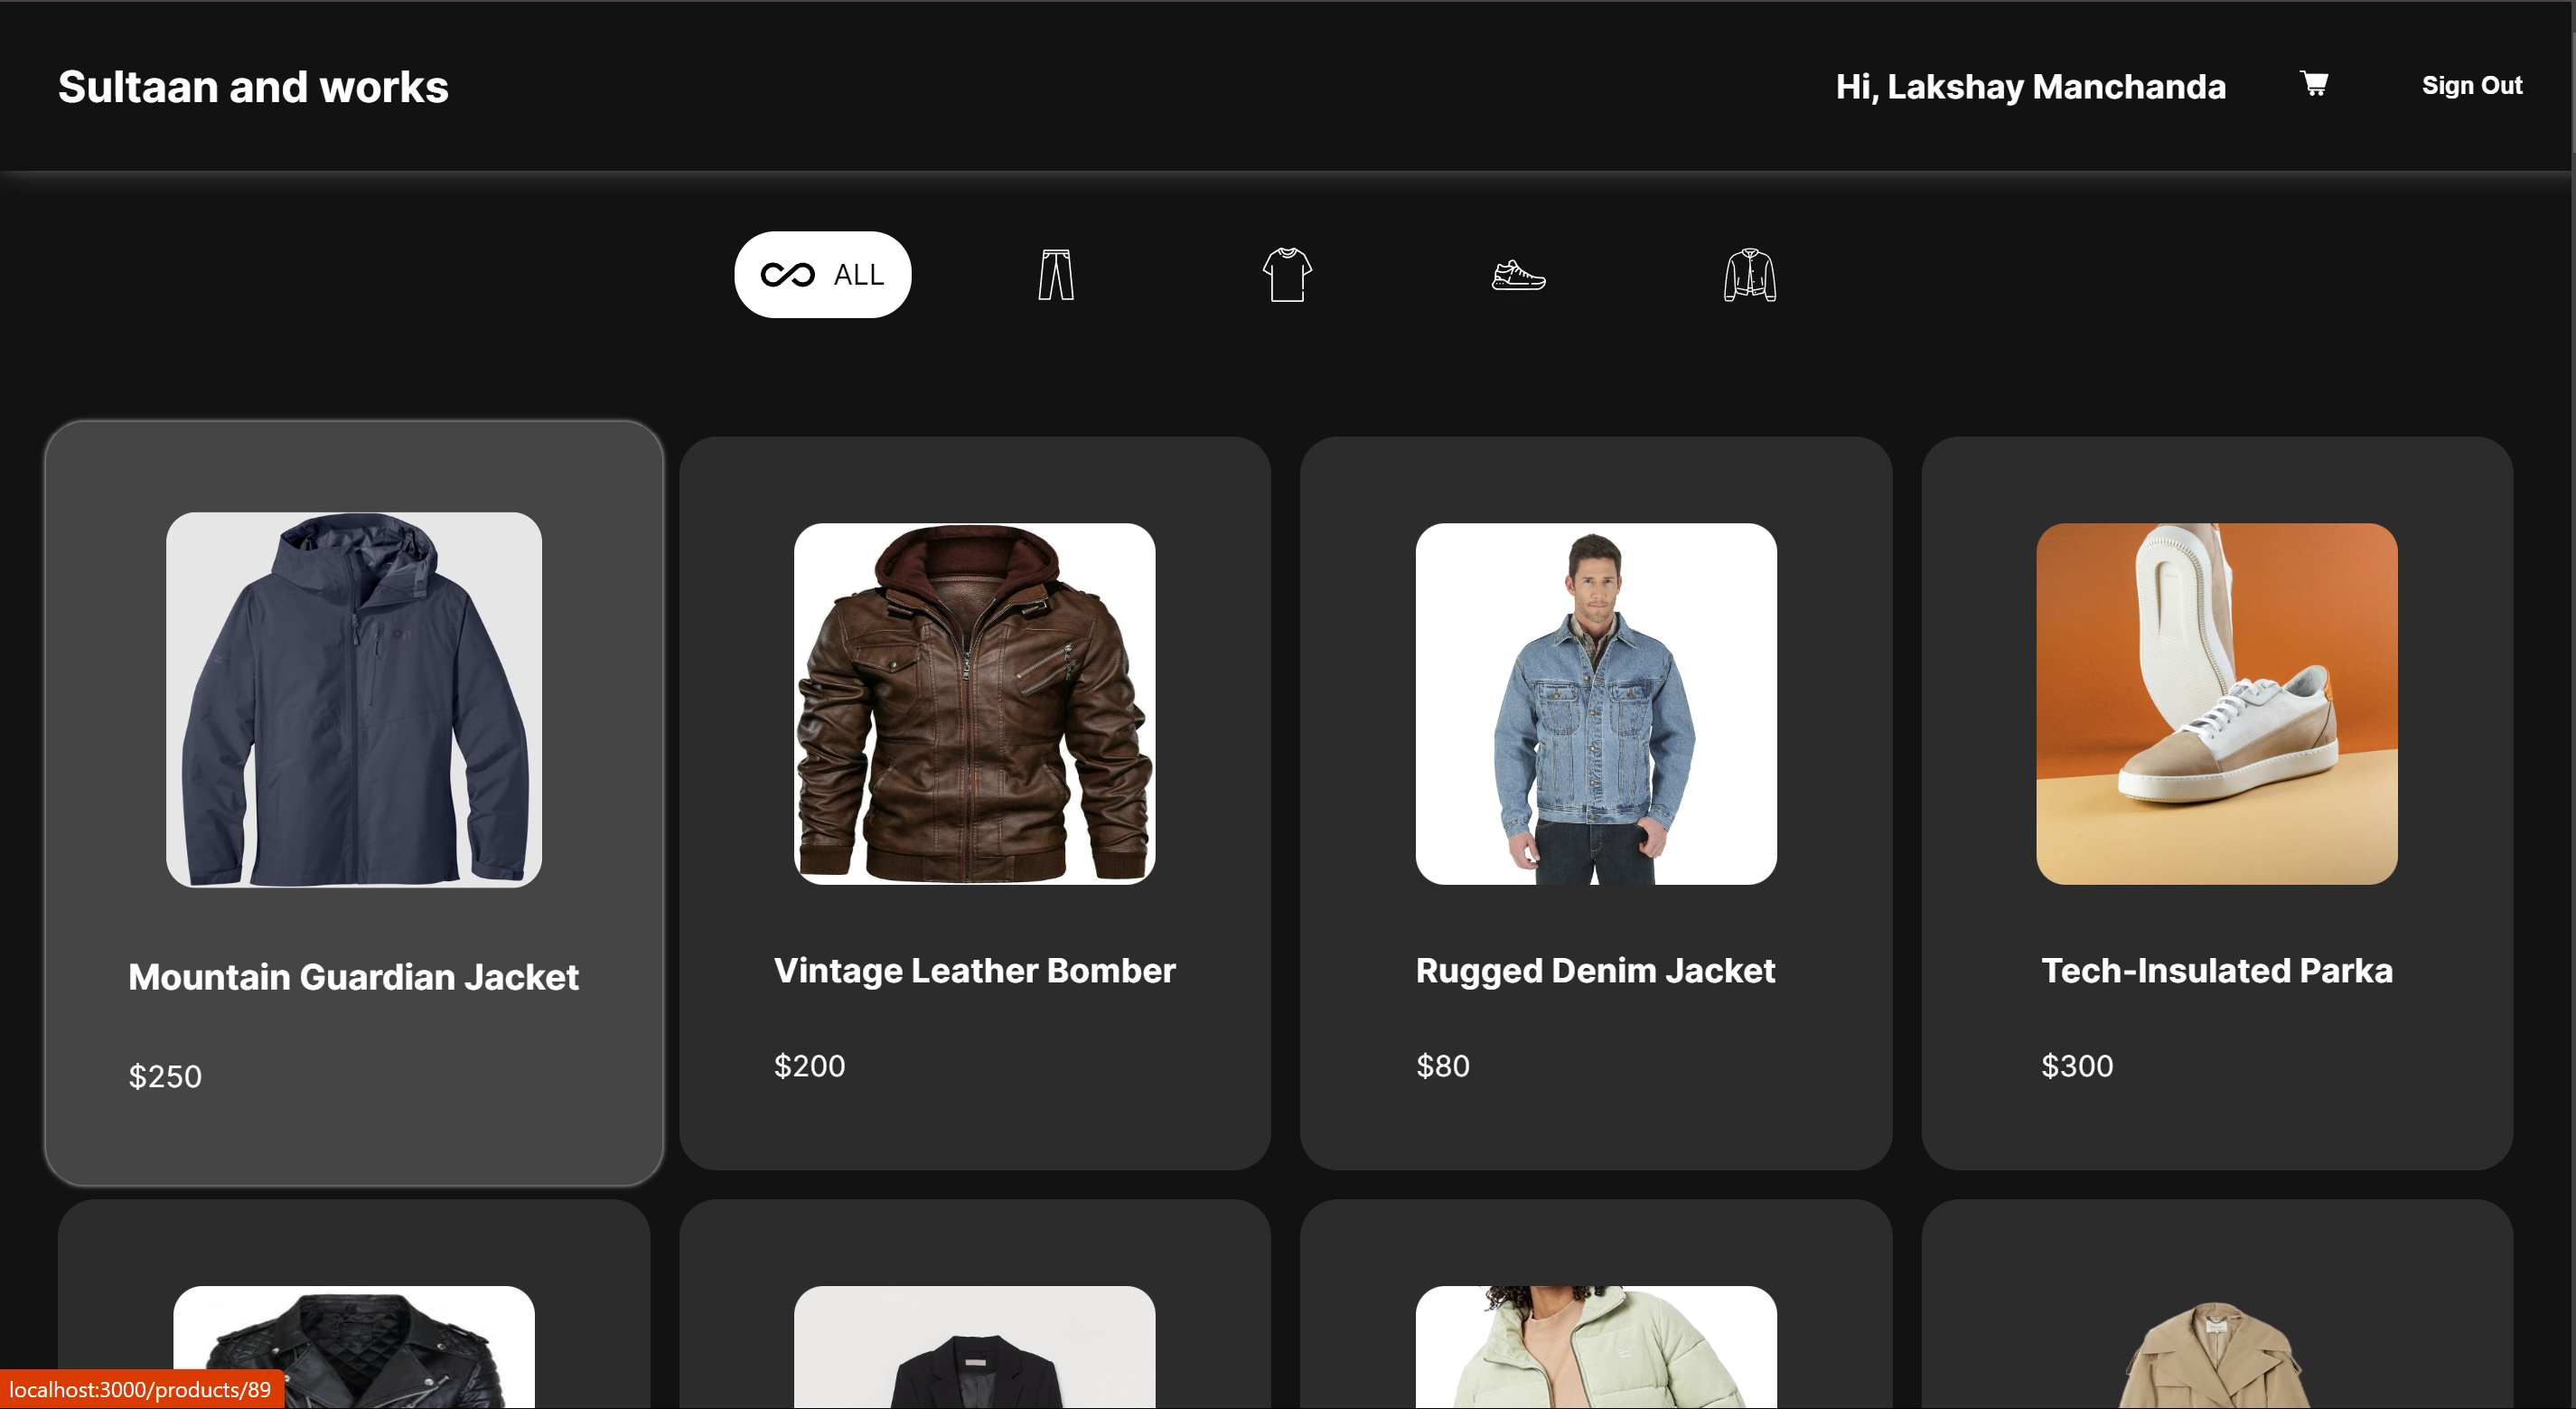 Sultaan and works
Hi, Lakshay Manchanda
Sign Out
ALL
Mountain Guardian Jacket
$250
Vintage Leather Bomber
$200
Rugged Denim Jacket
$80
Tech-Insulated Parka
$300
localhost:3000/products/89